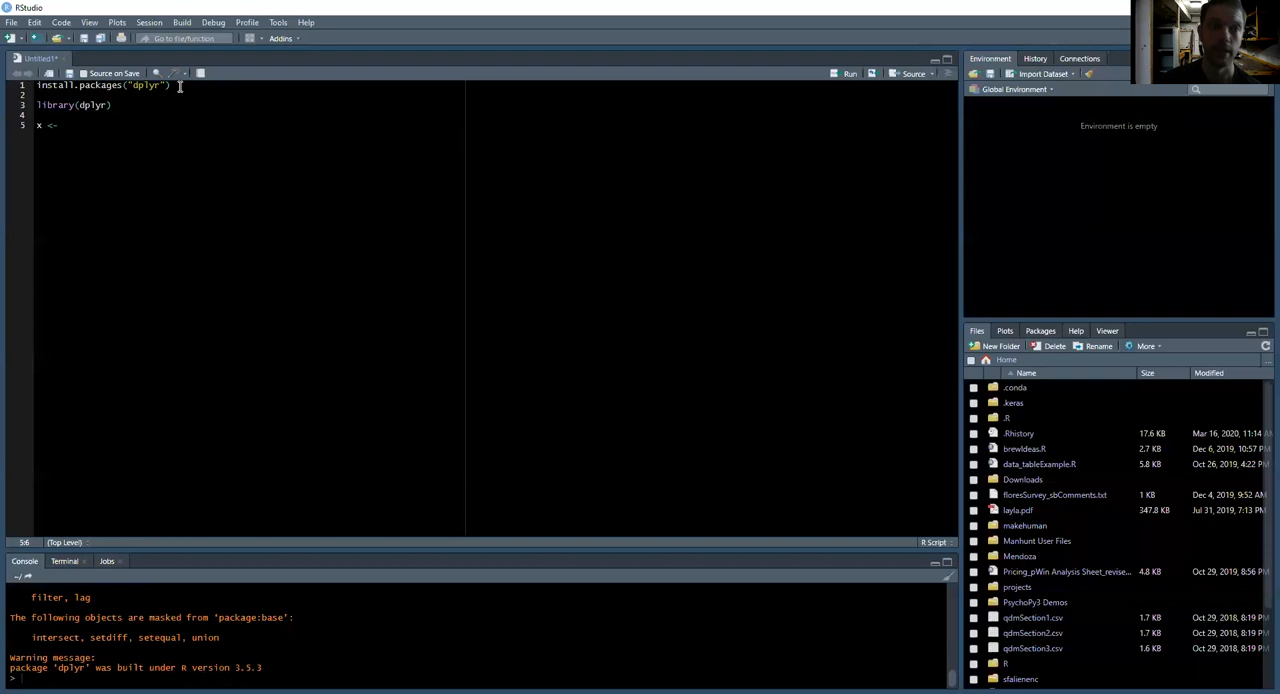 RStudio
File Edit Code View Plots Session Build Debug Profile Tools Help
Go to file/function Addins
Untitled1*
Source on Save Run Source
1 install.packages("dplyr")
2
3 library(dplyr)
4
5 x <-
5:6 (Top Level) R Script
Console Terminal Jobs
~/
filter, lag
The following objects are masked from ‘package:base’:
intersect, setdiff, setequal, union
Warning message:
package ‘dplyr’ was built under R version 3.5.3
>
Environment History Connections
Import Dataset
Global Environment
Environment is empty
Files Plots Packages Help Viewer
New Folder Delete Rename More
Home
Name Size Modified
.conda
.keras
.R
.Rhistory 17.6 KB Mar 16, 2020, 11:14
brewIdeas.R 2.7 KB Dec 6, 2019, 10:57 PM
data_tableExample.R 5.8 KB Oct 26, 2019, 4:22 PM
Downloads
floresSurvey_sbComments.txt 1 KB Dec 4, 2019, 9:52 AM
layla.pdf 347.8 KB Jul 31, 2019, 7:13 PM
makehuman
Manhunt User Files
Mendoza
Pricing_pWin Analysis Sheet_revise... 4.8 KB Oct 29, 2019, 8:56 PM
projects
PsychoPy3 Demos
qdmSection1.csv 1.7 KB Oct 29, 2018, 8:19 PM
qdmSection2.csv 1.7 KB Oct 29, 2018, 8:19 PM
qdmSection3.csv 1.6 KB Oct 29, 2018, 8:19 PM
R
sfalienenc